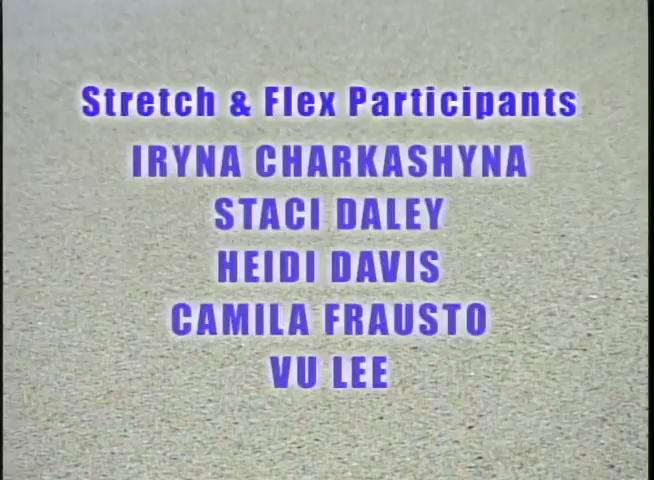 Stretch & Flex Participants
IRYNA CHARKASHYNA
STACI DALEY
HEIDI DAVIS
CAMILA FRAUSTO
VU LEE